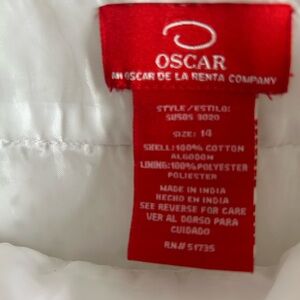 OSCAR
AN OSCAR DE LA RENTA COMPANY
STYLE/ESTILO:
SUSOS 3020
SIZE: 14
SHELL: 100% COTTON
ALGODON
LINING: 100% POLYESTER
POLIESTER
MADE IN INDIA
HECHO EN INDIA
SEE REVERSE FOR CARE
VER AL DORSO PARA
CUIDADO
RN# 51735